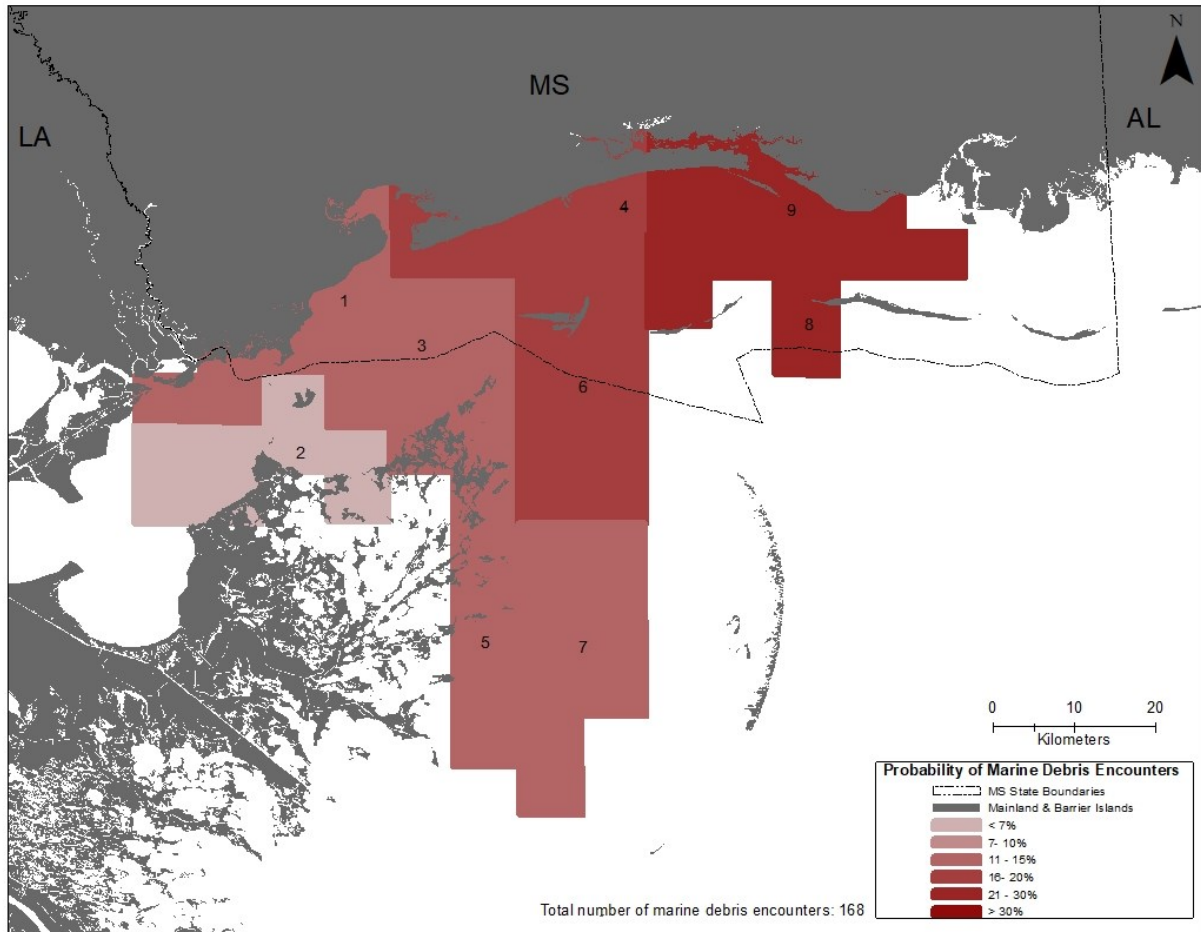 N
MS
AL
LA
4
9
1
8
3
6
2
5
7
0 10 20
Kilometers
Probability of Marine Debris Encounters
MS State Boundaries
Mainland & Barrier Islands
< 7%
7- 10%
11 - 15%
16- 20%
21 - 30%
> 30%
Total number of marine debris encounters: 168